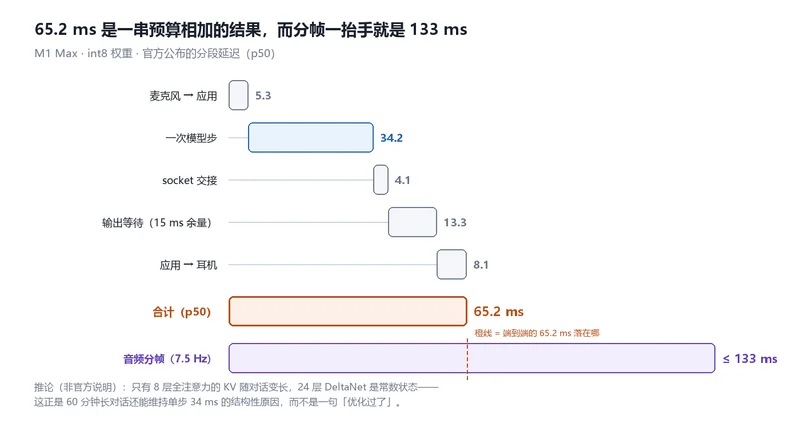 65.2 ms 是一串预算相加的结果，而分帧一抬手就是 133 ms
M1 Max · int8 权重 · 官方公布的分段延迟（p50）
麦克风 → 应用 5.3
一次模型步 34.2
socket 交接 4.1
输出等待（15 ms 余量） 13.3
应用 → 耳机 8.1
合计（p50） 65.2 ms
橙线 = 端到端的 65.2 ms 落在哪
音频分帧（7.5 Hz） ≤ 133 ms
推论（非官方说明）：只有 8 层全注意力的 KV 随对话变长，24 层 DeltaNet 是常数状态——
这正是 60 分钟长对话还能维持单步 34 ms 的结构性原因，而不是一句「优化过了」。